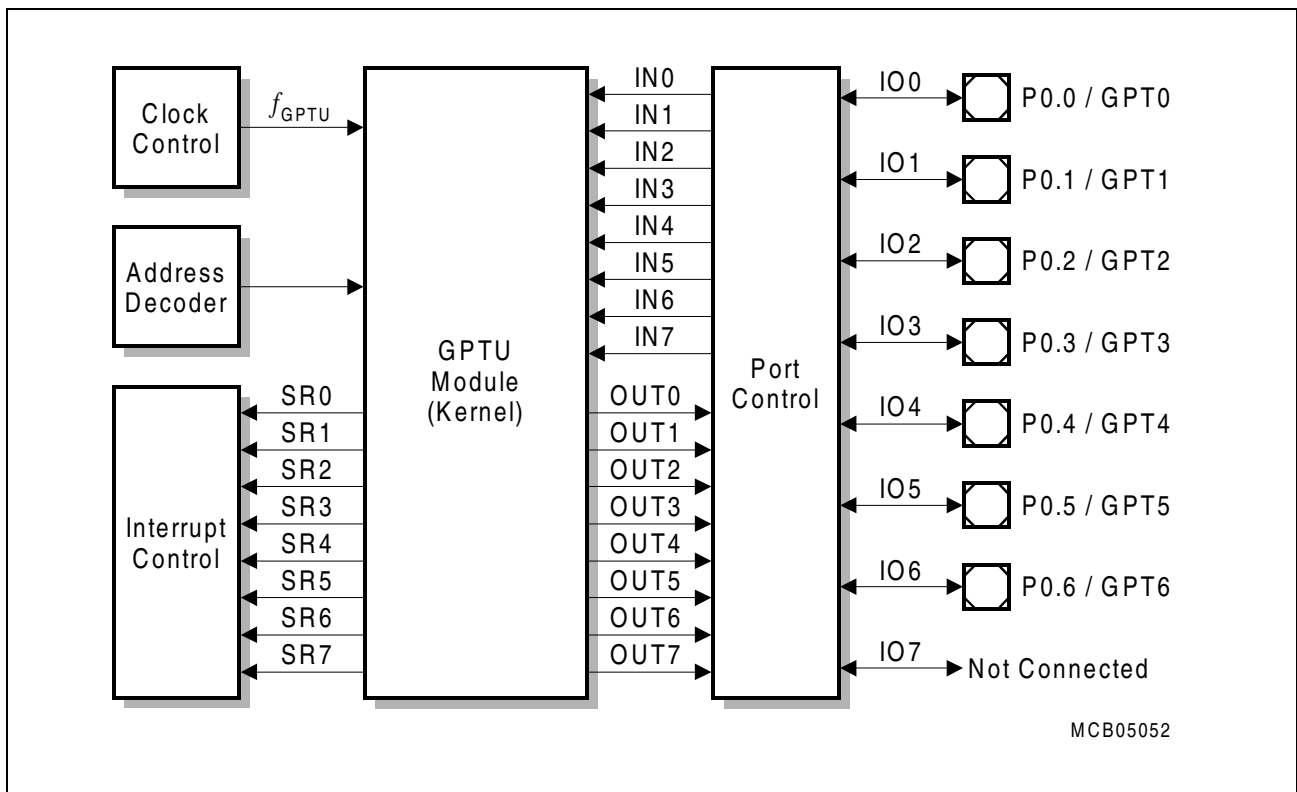 Clock
Control
fGPTU
Address
Decoder
Interrupt
Control
SR0
SR1
SR2
SR3
SR4
SR5
SR6
SR7
GPTU
Module
(Kernel)
IN0
IN1
IN2
IN3
IN4
IN5
IN6
IN7
OUT0
OUT1
OUT2
OUT3
OUT4
OUT5
OUT6
OUT7
Port
Control
IO0
P0.0 / GPT0
IO1
P0.1 / GPT1
IO2
P0.2 / GPT2
IO3
P0.3 / GPT3
IO4
P0.4 / GPT4
IO5
P0.5 / GPT5
IO6
P0.6 / GPT6
IO7
Not Connected
MCB05052